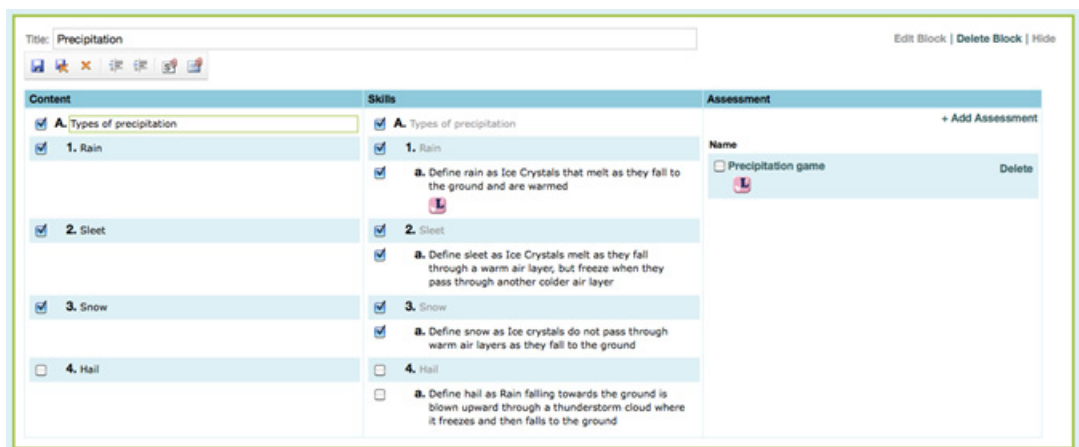 Title: Precipitation
Edit Block | Delete Block | Hide
Content
Skills
Assessment
A. Types of precipitation
A. Types of precipitation
+ Add Assessment
1. Rain
1. Rain
Name
a. Define rain as Ice Crystals that melt as they fall to
the ground and are warmed
L
Precipitation game
Delete
L
2. Sleet
2. Sleet
a. Define sleet as Ice Crystals melt as they fall
through a warm air layer, but freeze when they
pass through another colder air layer
3. Snow
3. Snow
a. Define snow as Ice crystals do not pass through
warm air layers as they fall to the ground
4. Hail
4. Hail
a. Define hail as Rain falling towards the ground is
blown upward through a thunderstorm cloud where
it freezes and then falls to the ground